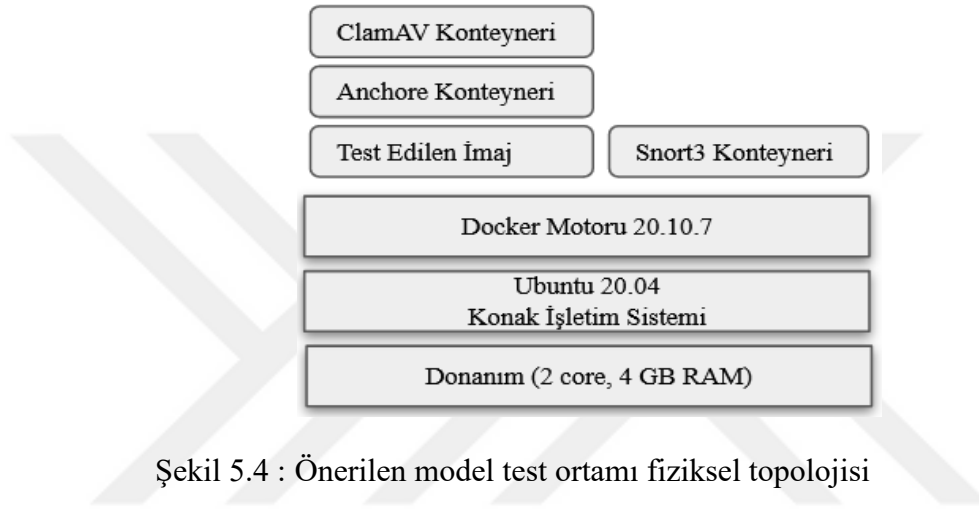 ClamAV Konteyneri
Anchore Konteyneri
Test Edilen İmaj
Snort3 Konteyneri
Docker Motoru 20.10.7
Ubuntu 20.04
Konak İşletim Sistemi
Donanım (2 core, 4 GB RAM)
Şekil 5.4 : Önerilen model test ortamı fiziksel topolojisi